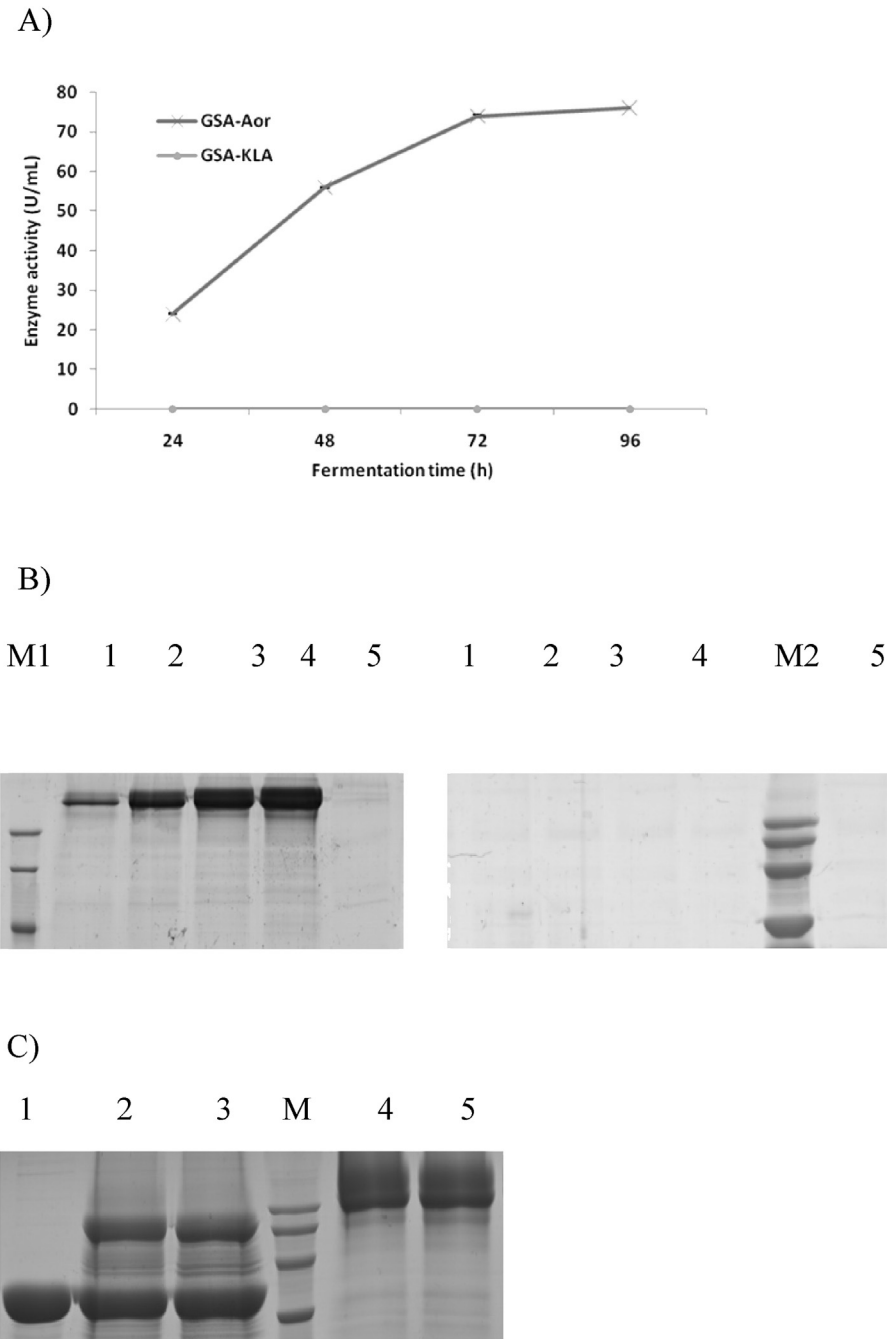 A)
80
70
60
50
40
30
20
10
0
Enzyme activity (U/mL)
GSA-Aor
GSA-KLA
24 48 72 96
Fermentation time (h)
B)
M1 1 2 3 4 5 1 2 3 4 M2 5
C)
1 2 3 M 4 5